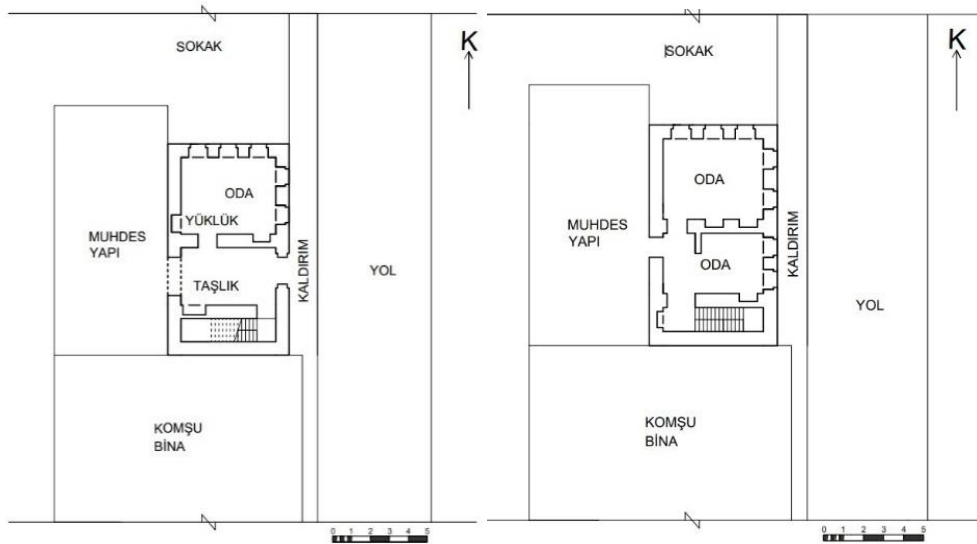 SOKAK
K
ODA
YÜKLÜK
MUHDES
YAPI
TAŞLIK
KALDIRIM
YOL
KOMŞU
BİNA
0 1 2 3 4 5
SOKAK
K
ODA
MUHDES
YAPI
ODA
KALDIRIM
YOL
KOMŞU
BİNA
0 1 2 3 4 5